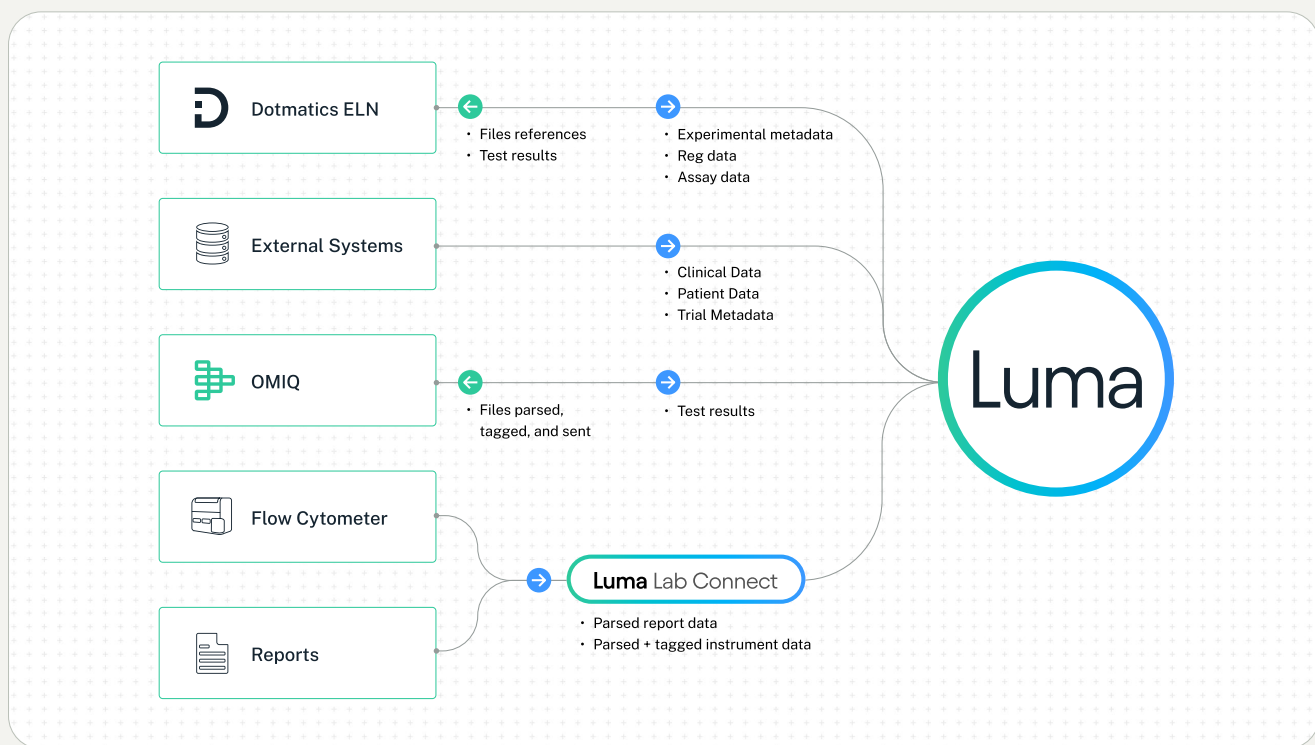 Dotmatics ELN
• Files references
• Test results
• Experimental metadata
• Reg data
• Assay data
External Systems
• Clinical Data
• Patient Data
• Trial Metadata
OMIQ
• Files parsed,
tagged, and sent
• Test results
Luma
Flow Cytometer
Luma Lab Connect
• Parsed report data
• Parsed + tagged instrument data
Reports